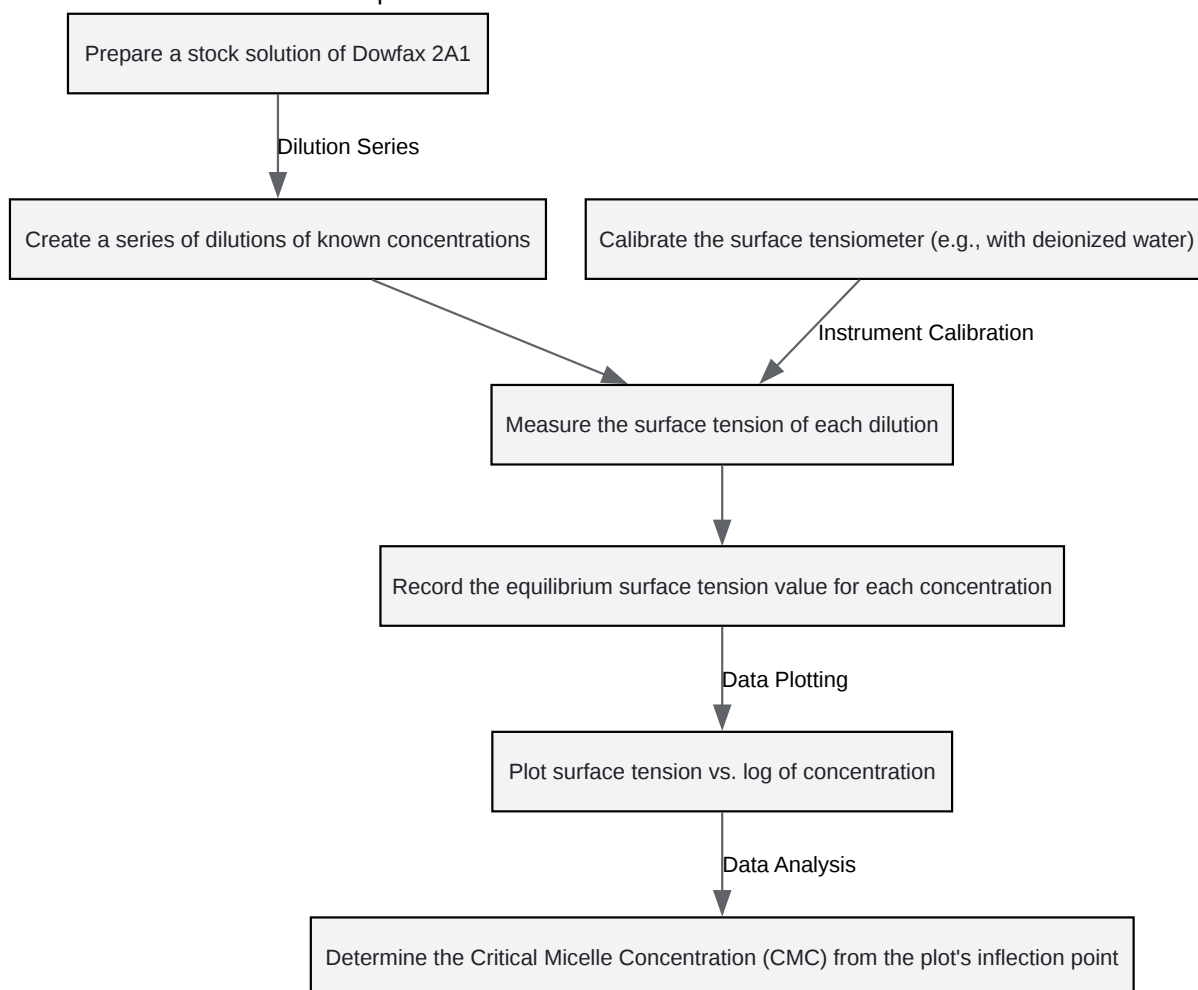 Prepare a stock solution of Dowfax 2A1
Dilution Series
Create a series of dilutions of known concentrations
Calibrate the surface tensiometer (e.g., with deionized water)
Instrument Calibration
Measure the surface tension of each dilution
Record the equilibrium surface tension value for each concentration
Data Plotting
Plot surface tension vs. log of concentration
Data Analysis
Determine the Critical Micelle Concentration (CMC) from the plot's inflection point